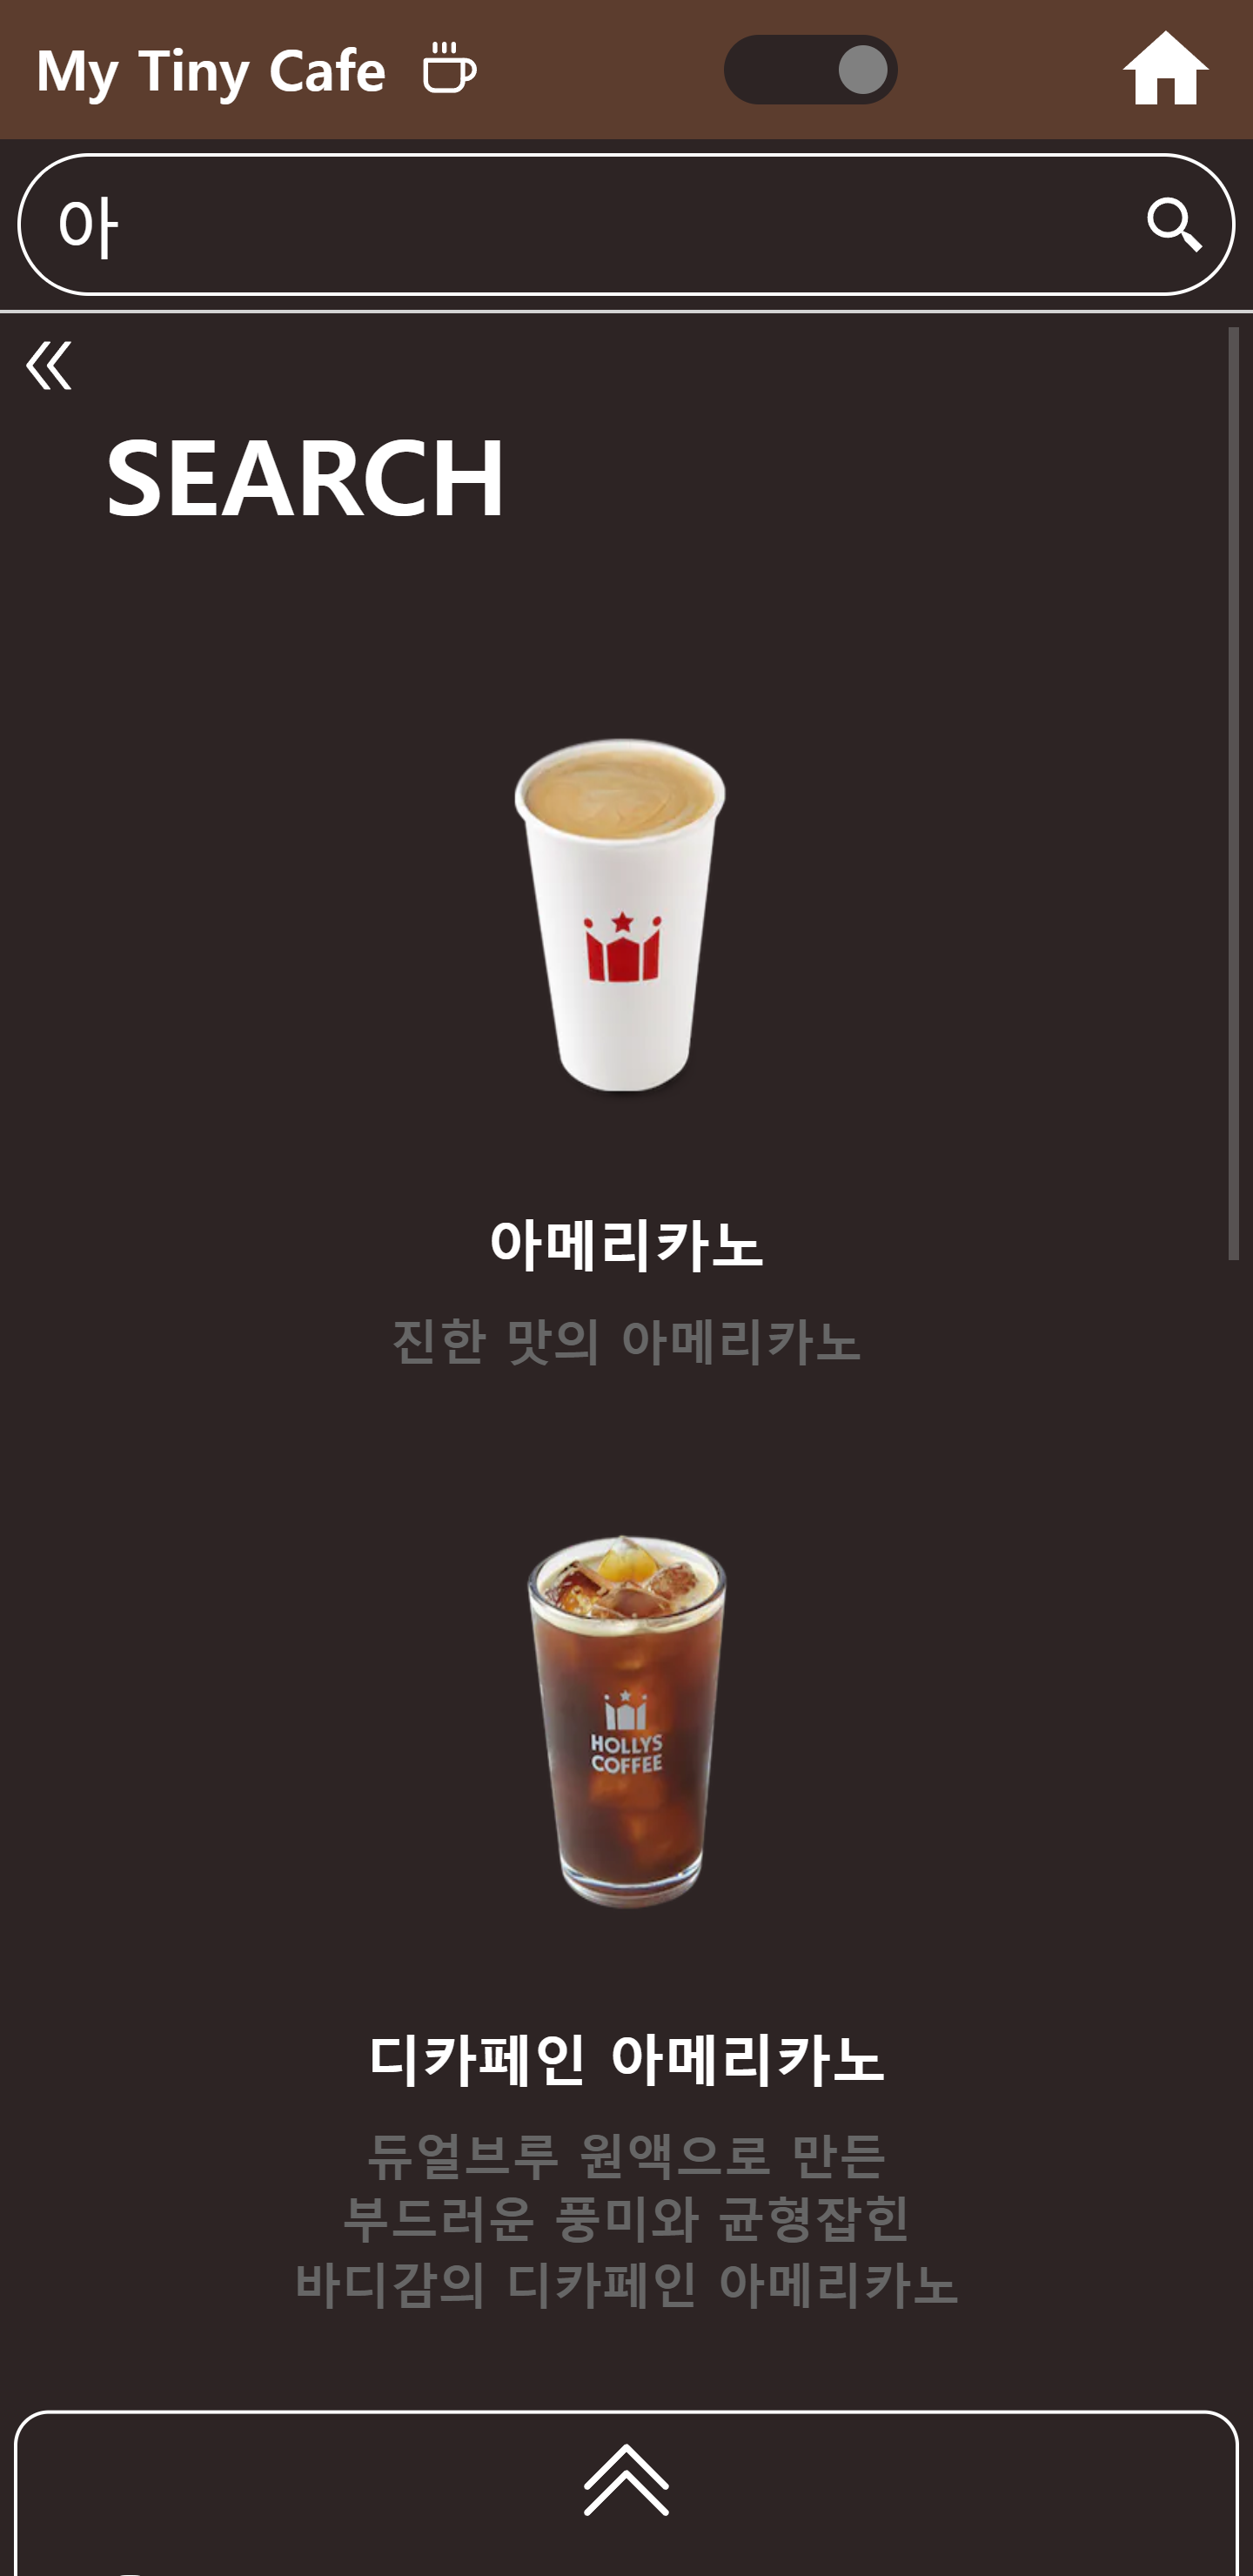 My Tiny Cafe
아
SEARCH
아메리카노
진한 맛의 아메리카노
HOLLYS
COFFEE
디카페인 아메리카노
듀얼브루 원액으로 만든
부드러운 풍미와 균형잡힌
바디감의 디카페인 아메리카노